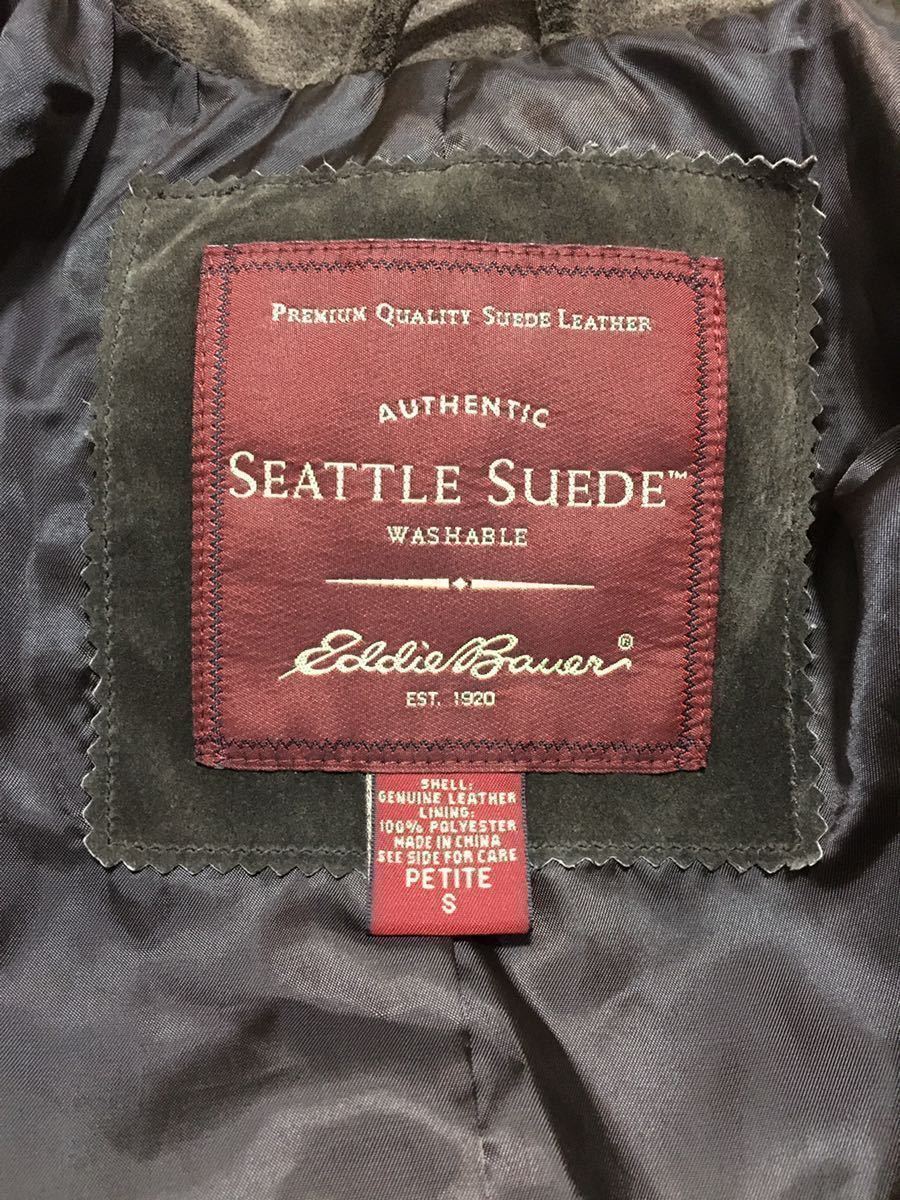 PREMIUM QUALITY SUEDE LEATHER
AUTHENTIC
SEATTLE SUEDE™
WASHABLE
Eddie Bauer®
EST. 1920
SHELL:
GENUINE LEATHER
LINING:
100% POLYESTER
MADE IN CHINA
SEE SIDE FOR CARE
PETITE
S